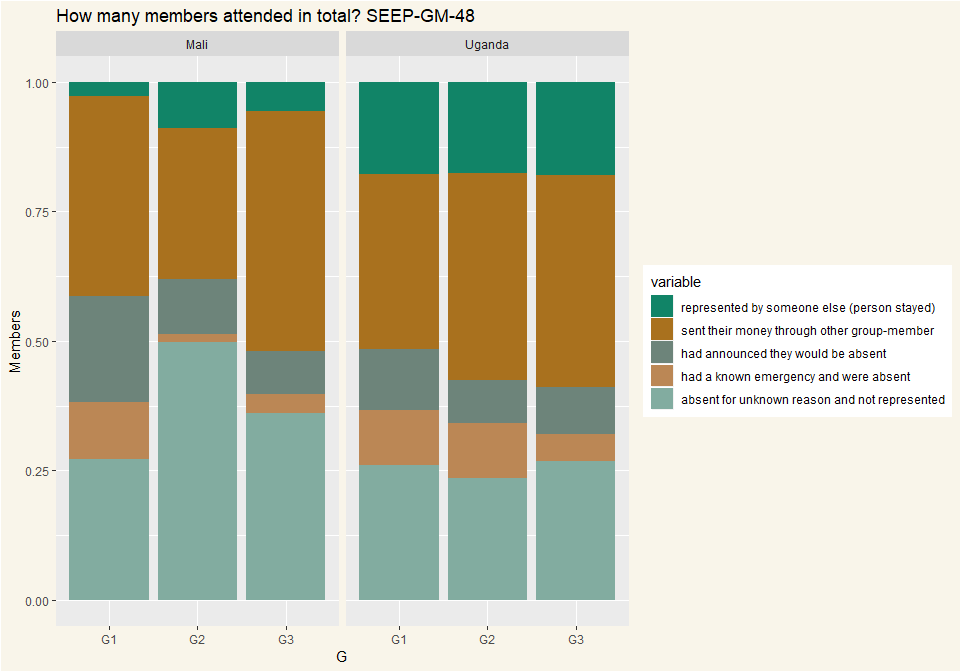 How many members attended in total? SEEP-GM-48
Mali
Uganda
Members
1.00
0.75
0.50
0.25
0.00
G1
G2
G3
G1
G2
G3
G
variable
represented by someone else (person stayed)
sent their money through other group-member
had announced they would be absent
had a known emergency and were absent
absent for unknown reason and not represented